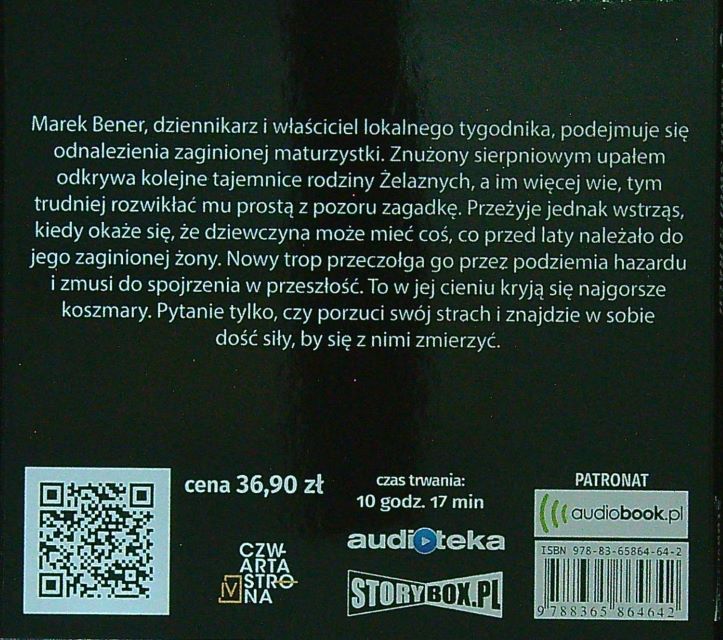 Marek Bener, dziennikarz i właściciel lokalnego tygodnika, podejmuje się
odnalezienia zaginionej maturzystki. Znużony sierpniowym upałem
odkrywa kolejne tajemnice rodziny Żelaznych, a im więcej wie, tym
trudniej rozwikłać mu prostą z pozoru zagadkę. Przeżyje jednak wstrząs,
kiedy okaże się, że dziewczyna może mieć coś, co przed laty należało do
jego zaginionej żony. Nowy trop przeczołga go przez podziemia hazardu
i zmusi do spojrzenia w przeszłość. To w jej cieniu kryją się najgorsze
koszmary. Pytanie tylko, czy porzuci swój strach i znajdzie w sobie
dość siły, by się z nimi zmierzyć.
cena 36,90 zł
CZW-
ARTA
STRO
NA
czas trwania:
10 godz. 17 min
audioteka
STORYBOX.PL
PATRONAT
audiobook.pl
ISBN 978-83-65864-64-2
9 788365 864642